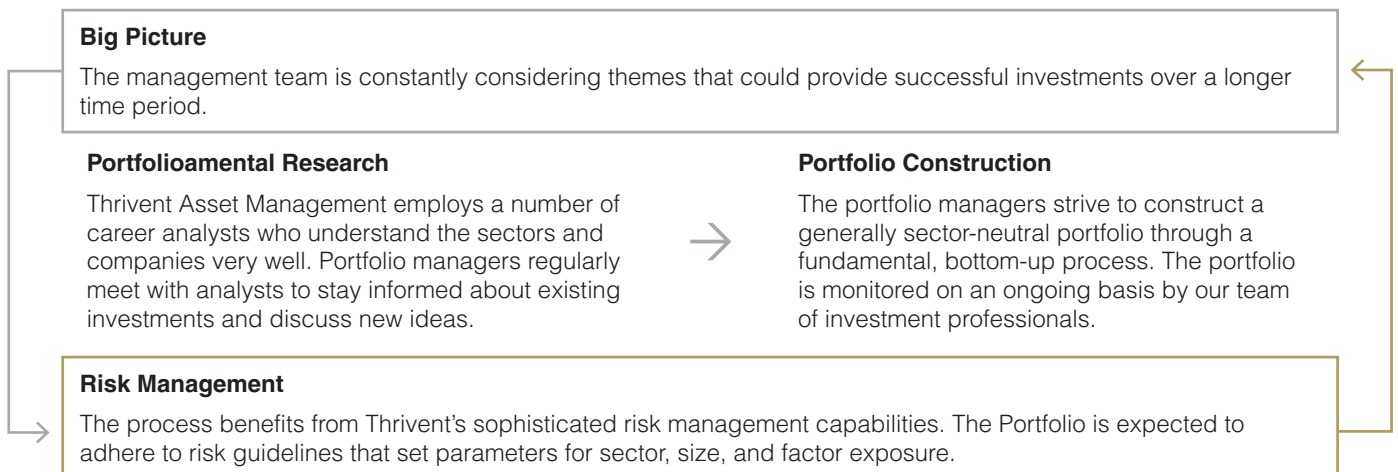 Big Picture
The management team is constantly considering themes that could provide successful investments over a longer
time period.
Portfolioamental Research
Thrivent Asset Management employs a number of
career analysts who understand the sectors and
companies very well. Portfolio managers regularly
meet with analysts to stay informed about existing
investments and discuss new ideas.
Portfolio Construction
The portfolio managers strive to construct a
generally sector-neutral portfolio through a
fundamental, bottom-up process. The portfolio
is monitored on an ongoing basis by our team
of investment professionals.
Risk Management
The process benefits from Thrivent’s sophisticated risk management capabilities. The Portfolio is expected to
adhere to risk guidelines that set parameters for sector, size, and factor exposure.